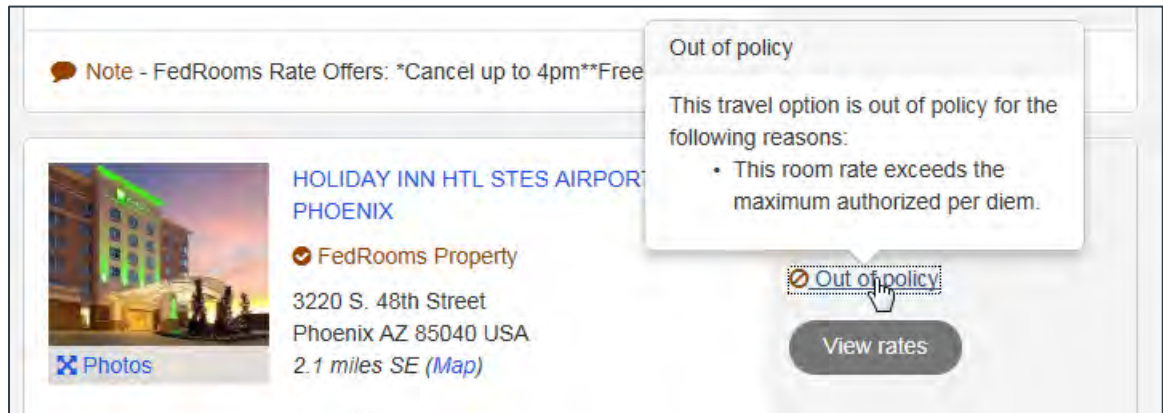 Out of policy
Note - FedRooms Rate Offers: *Cancel up to 4pm**Free
This travel option is out of policy for the
following reasons:
• This room rate exceeds the
maximum authorized per diem.
HOLIDAY INN HTL STES AIRPORT
PHOENIX
FedRooms Property
Out of policy
3220 S. 48th Street
Phoenix AZ 85040 USA
View rates
Photos
2.1 miles SE (Map)